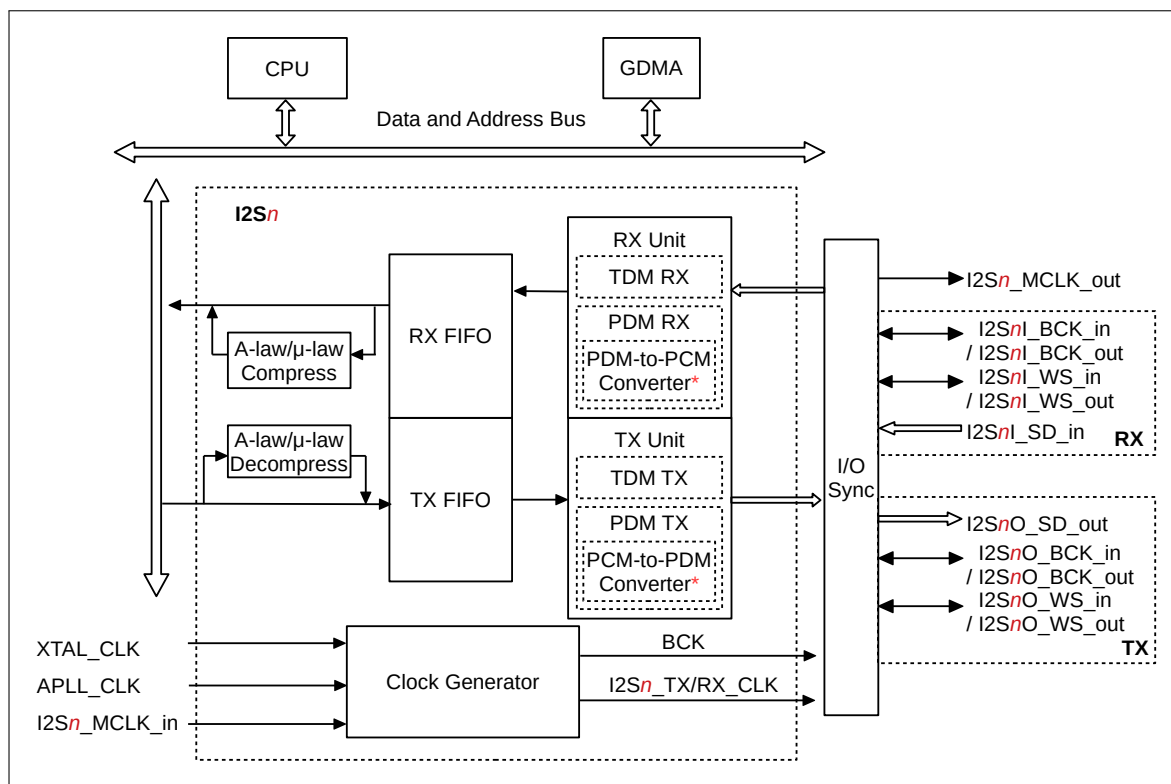 CPU
GDMA
Data and Address Bus
I2Sn
RX Unit
TDM RX
PDM RX
PDM-to-PCM
Converter*
RX FIFO
A-law/μ-law
Compress
A-law/μ-law
Decompress
TX FIFO
TX Unit
TDM TX
PDM TX
PCM-to-PDM
Converter*
I/O
Sync
I2Sn_MCLK_out
I2SnI_BCK_in
/ I2SnI_BCK_out
I2SnI_WS_in
/ I2SnI_WS_out
I2SnI_SD_in
RX
I2SnO_SD_out
I2SnO_BCK_in
/ I2SnO_BCK_out
I2SnO_WS_in
/ I2SnO_WS_out
TX
XTAL_CLK
APLL_CLK
I2Sn_MCLK_in
Clock Generator
BCK
I2Sn_TX/RX_CLK